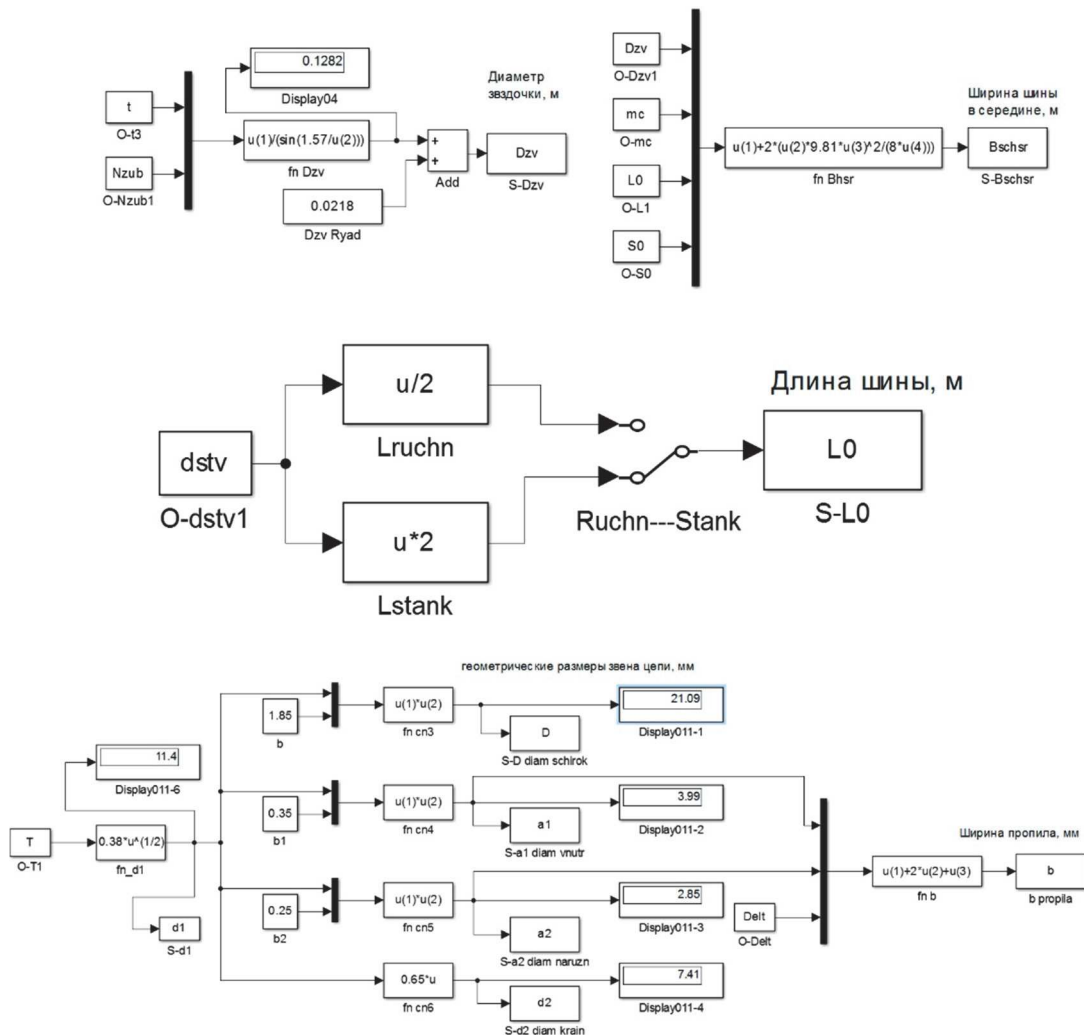 0.1282
Display04
t
O-t3
Nzub
O-Nzub1
u(1)/(sin(1.57/u(2)))
fn Dzv
0.0218
Dzv Ryad
+
+
Add
Диаметр
звздочки, м
Dzv
S-Dzv
Dzv
O-Dzv1
mc
O-mc
L0
O-L1
S0
O-S0
u(1)+2*(u(2)*9.81*u(3)^2/(8*u(4)))
fn Bhsr
Ширина шины
в середине, м
Bschsr
S-Bschsr
dstv
O-dstv1
u/2
Lruchn
u*2
Lstank
Ruchn---Stank
Длина шины, м
L0
S-L0
геометрические размеры звена цепи, мм
T
O-T1
0.38*u^(1/2)
fn_d1
11.4
Display011-6
d1
S-d1
1.85
b
u(1)*u(2)
fn cn3
D
S-D diam schirok
21.09
Display011-1
0.35
b1
u(1)*u(2)
fn cn4
a1
S-a1 diam vnutr
3.99
Display011-2
0.25
b2
u(1)*u(2)
fn cn5
a2
S-a2 diam naruzn
2.85
Display011-3
0.65*u
fn cn6
d2
S-d2 diam krain
7.41
Display011-4
Delt
O-Delt
u(1)+2*u(2)+u(3)
fn b
Ширина пропила, мм
b
b propila